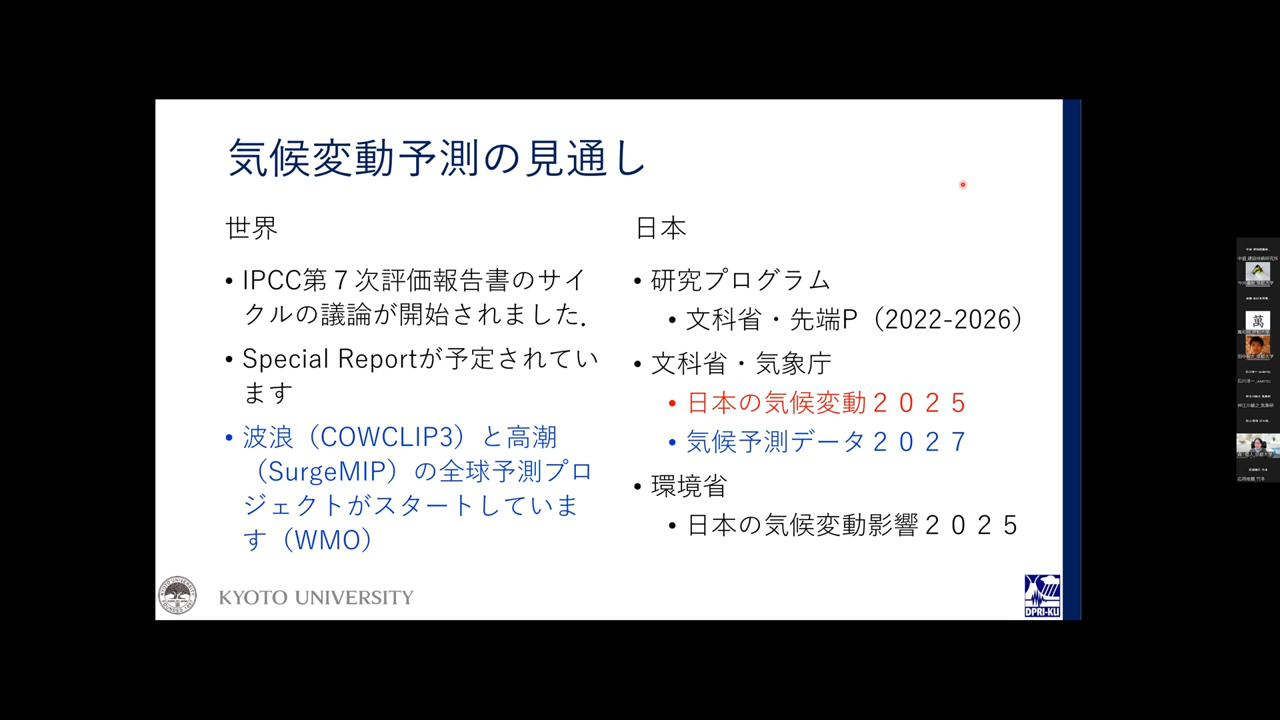 気候変動予測の見通し
世界
• IPCC第７次評価報告書のサイ
クルの議論が開始されました.
• Special Reportが予定されてい
ます
• 波浪（COWCLIP3）と高潮
（SurgeMIP）の全球予測プロ
ジェクトがスタートしていま
す（WMO）
日本
• 研究プログラム
• 文科省・先端P（2022-2026）
• 文科省・気象庁
• 日本の気候変動２０２５
• 気候予測データ２０２７
• 環境省
• 日本の気候変動影響２０２５
KYOTO UNIVERSITY
DPRI-KU
萬